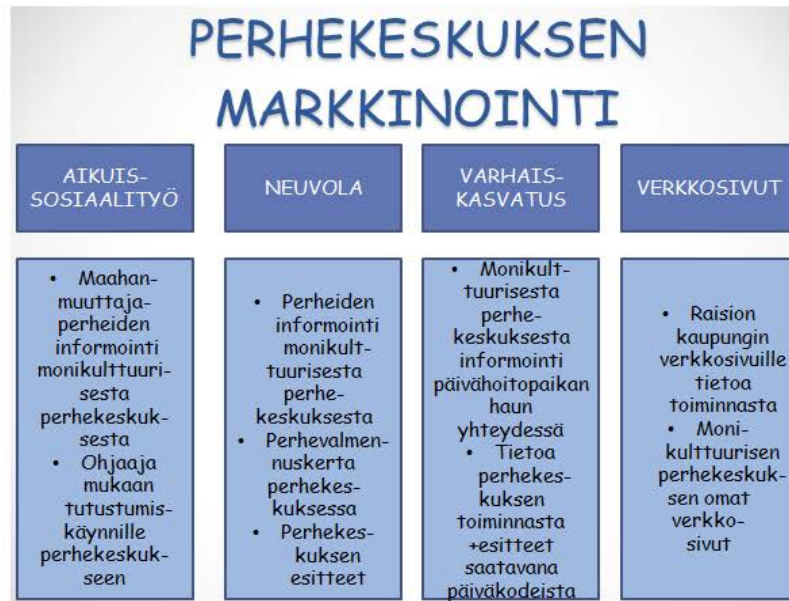 PERHEKESKUKSEN
MARKKINOINTI
AIKUIS-
SOSIAALITYÖ
• Maahan-
muuttaja-
perheiden
informointi
monikulttuuri-
sesta
perhekeskuk-
sesta
• Ohjaaja
mukaan
tutustumis-
käynnille
perhekeskuk-
seen
NEUVOLA
• Perheiden
informointi
monikult-
tuurisesta
perhe-
keskuksesta
• Perhevalmen-
nuskerta
perhekes-
kuksessa
• Perhekes-
kuksen
esitteet
VARHAIS-
KASVATUS
• Monikult-
tuurisesta
perhe-
keskuksesta
informointi
päivähoitopaikan
haun
yhteydessä
• Tietoa
perhekes-
kuksen
toiminnasta
+esitteet
saatavana
päiväkodeista
VERKKOSIVUT
• Raision
kaupungin
verkkosivuille
tietoa
toiminnasta
• Moni-
kulttuurisen
perhekeskuk-
sen omat
verkko-
sivut